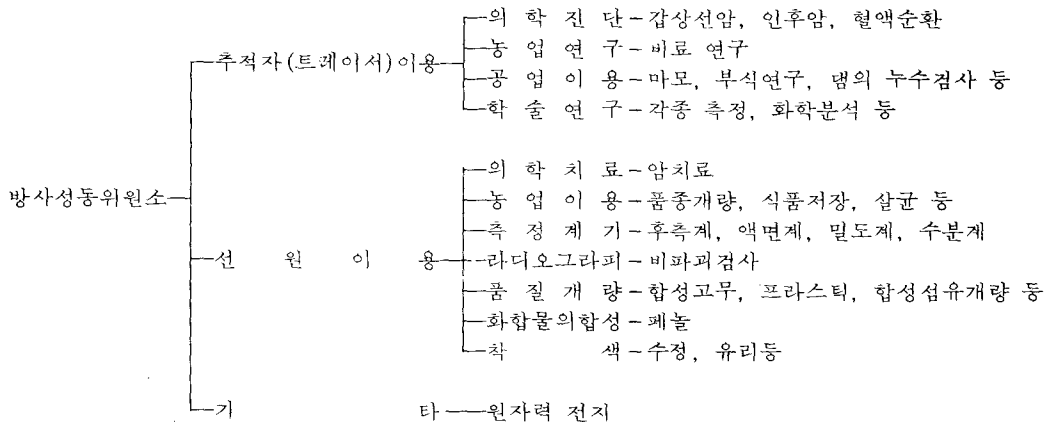 의학진단-갑상선암, 인후암, 혈액순환
농업연구-비료 연구
추적자(트레이서)이용
공업이용-마모, 부식연구, 댐의 누수검사 등
학술연구-각종 측정, 화학분석 등
의학치료-암치료
방사성동위원소
농업이용-품종개량, 식품저장, 살균 등
측정계기-후측계, 액면계, 밀도계, 수분계
선원이용
라디오그라피-비파괴검사
품질개량-합성고무, 프라스틱, 합성섬유개량 등
화합물의합성-페놀
착색-수정, 유리등
기타-원자력 전지